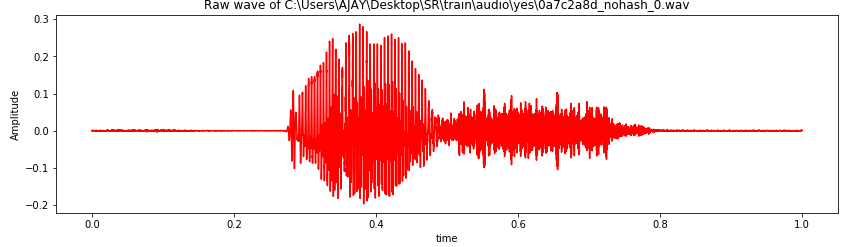 Raw wave of C:\Users\AJAY\Desktop\SR\train\audio\yes\0a7c2a8d_nohash_0.wav
0.3
0.2
0.1
0.0
−0.1
−0.2
Amplitude
0.0 0.2 0.4 0.6 0.8 1.0
time